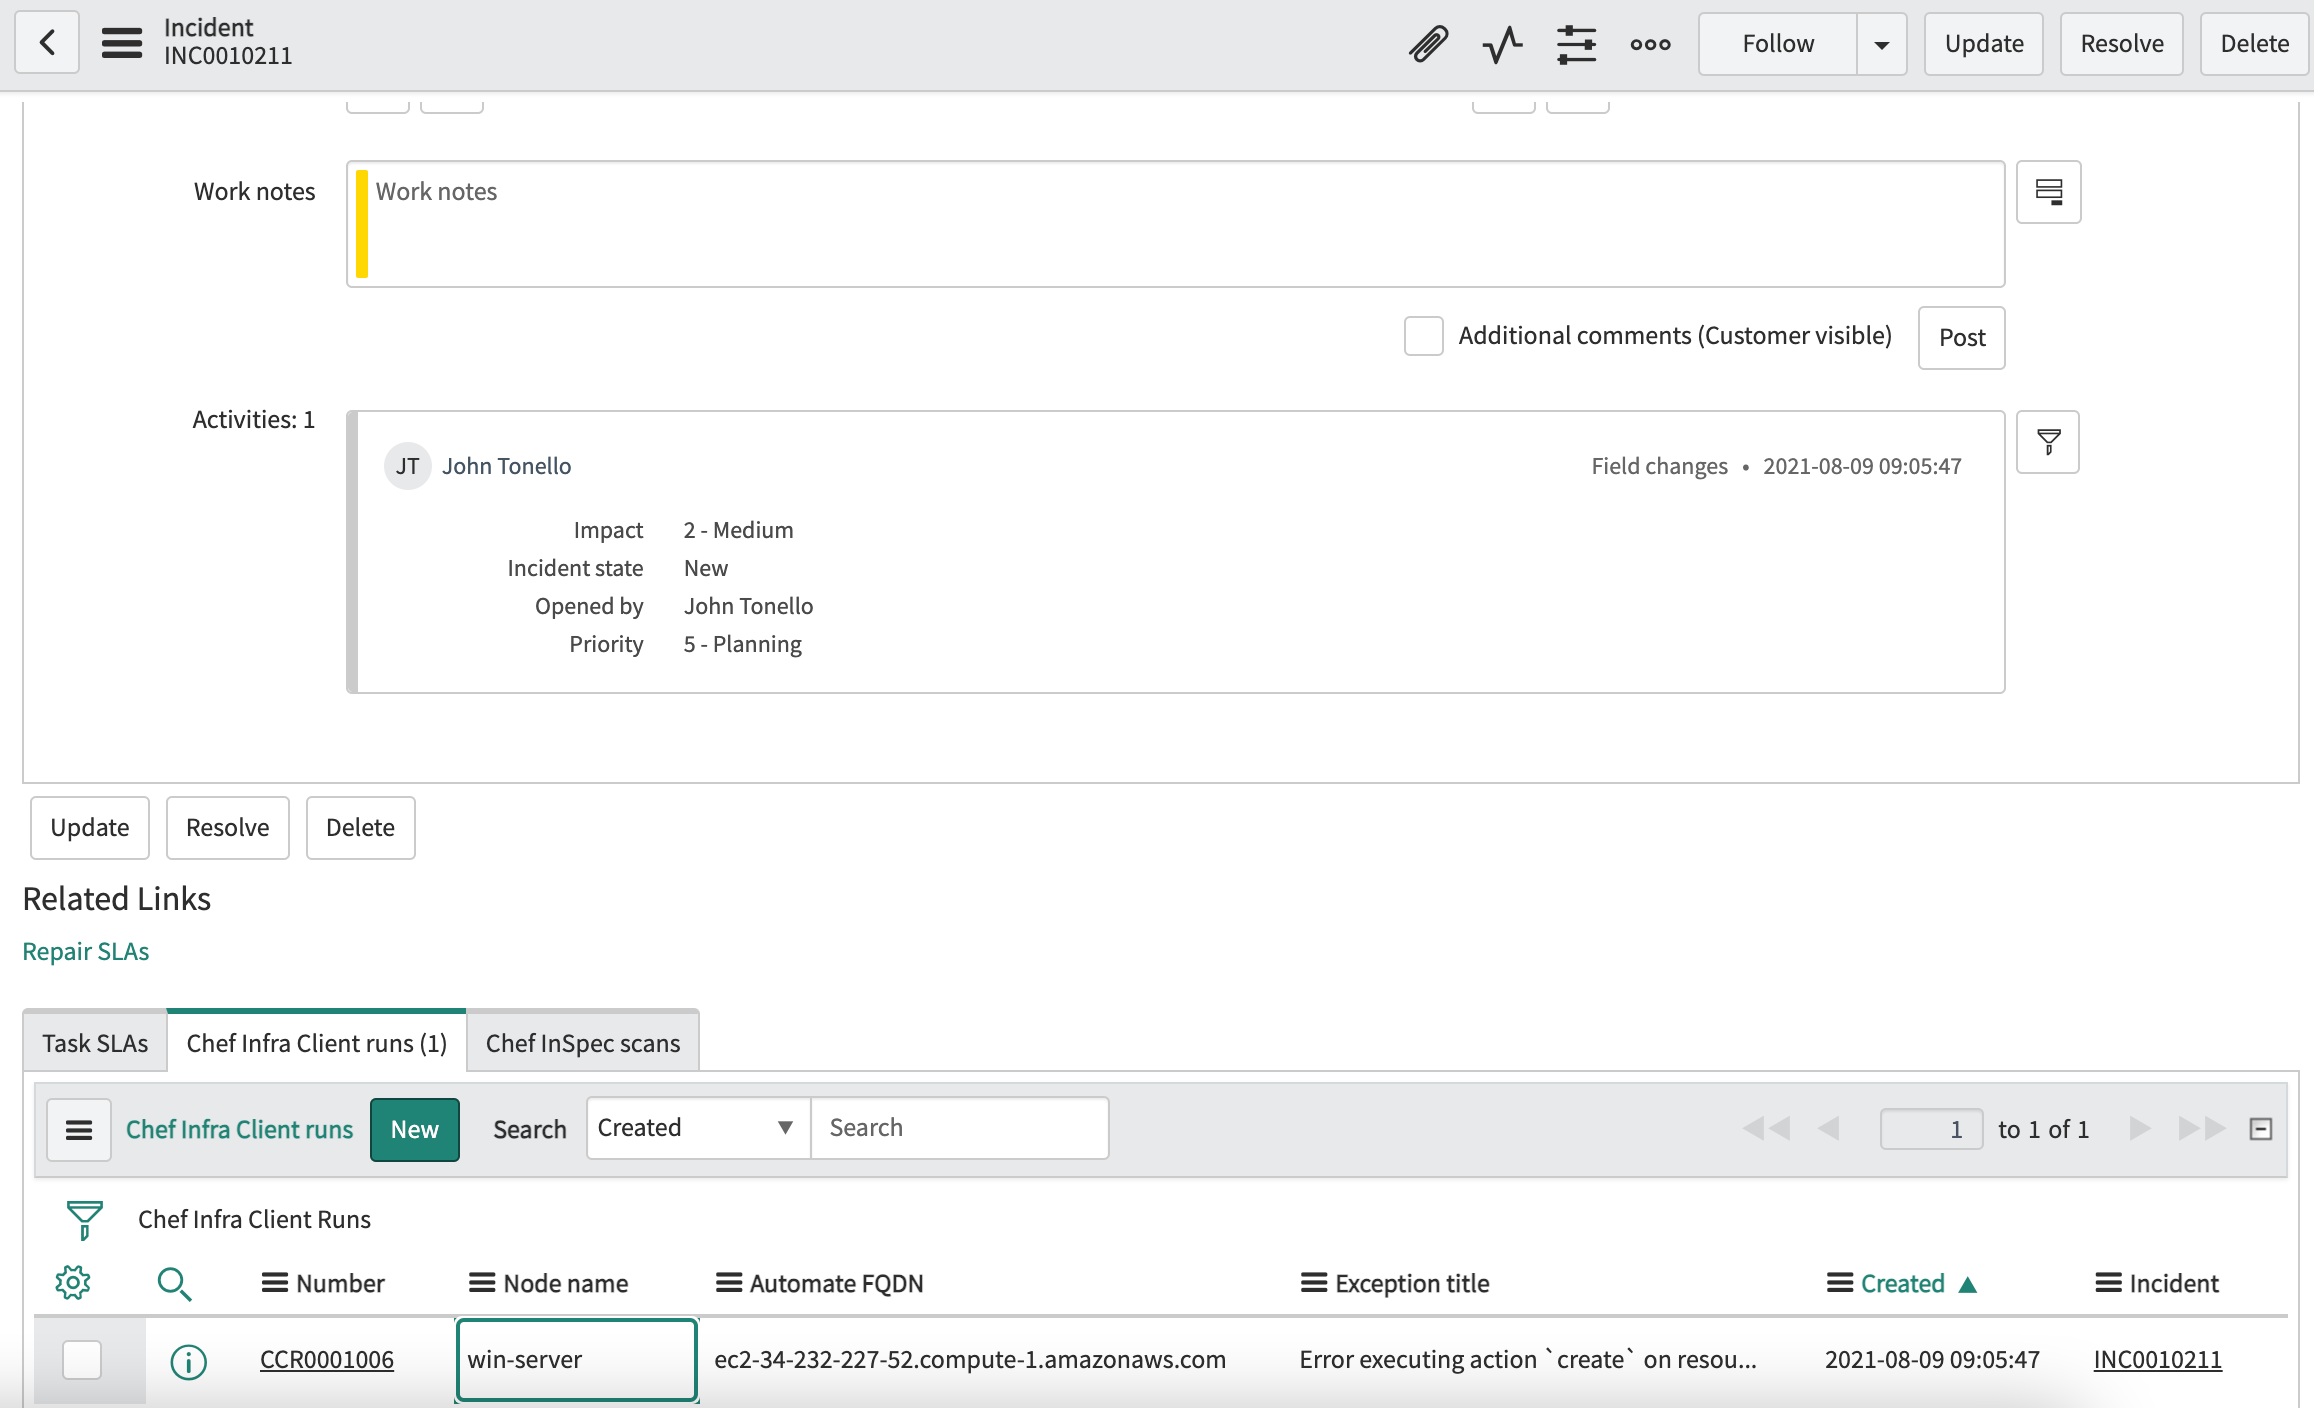 Incident
INC0010211
Follow
Update
Resolve
Delete
Work notes
Work notes
Additional comments (Customer visible)
Post
Activities: 1
JT
John Tonello
Field changes • 2021-08-09 09:05:47
Impact 2 - Medium
Incident state New
Opened by John Tonello
Priority 5 - Planning
Update
Resolve
Delete
Related Links
Repair SLAs
Task SLAs
Chef Infra Client runs (1)
Chef InSpec scans
Chef Infra Client runs
New
Search
Created
Search
1 to 1 of 1
Chef Infra Client Runs
Number Node name Automate FQDN Exception title Created Incident
CCR0001006 win-server ec2-34-232-227-52.compute-1.amazonaws.com Error executing action `create` on resou... 2021-08-09 09:05:47 INC0010211